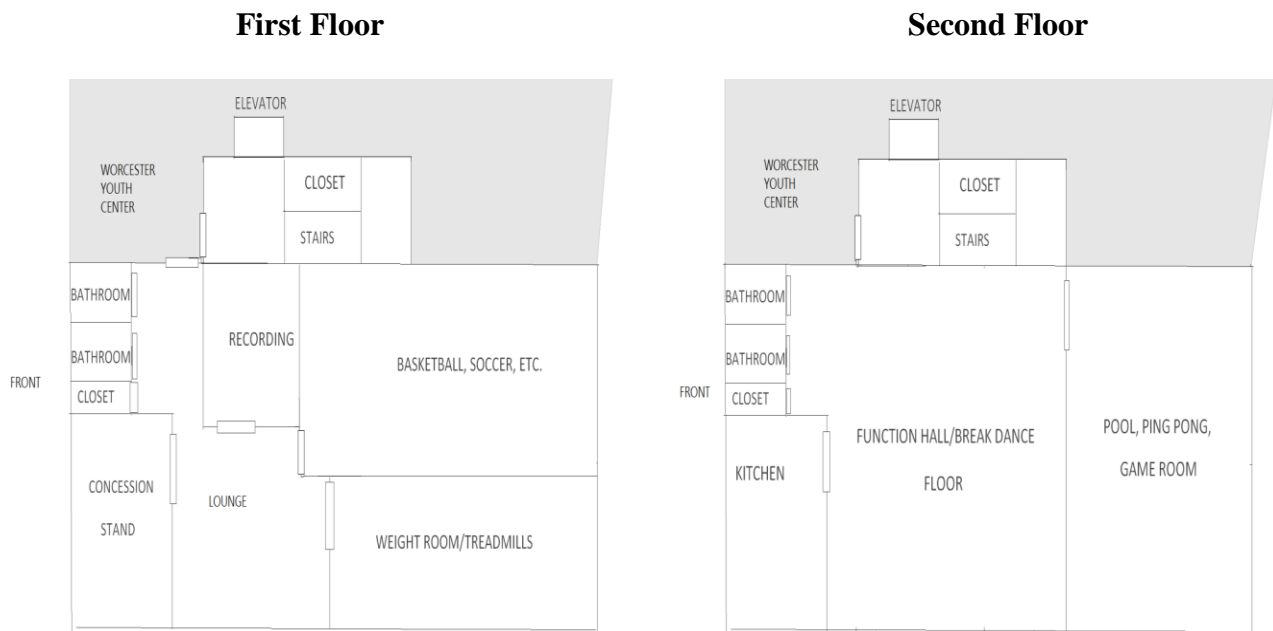 First Floor
ELEVATOR
WORCESTER
YOUTH
CENTER
CLOSET
STAIRS
BATHROOM
RECORDING
BATHROOM
BASKETBALL, SOCCER, ETC.
FRONT
CLOSET
CONCESSION
STAND
LOUNGE
WEIGHT ROOM/TREADMILLS
Second Floor
ELEVATOR
WORCESTER
YOUTH
CENTER
CLOSET
STAIRS
BATHROOM
BATHROOM
FRONT
CLOSET
KITCHEN
FUNCTION HALL/BREAK DANCE
FLOOR
POOL, PING PONG,
GAME ROOM